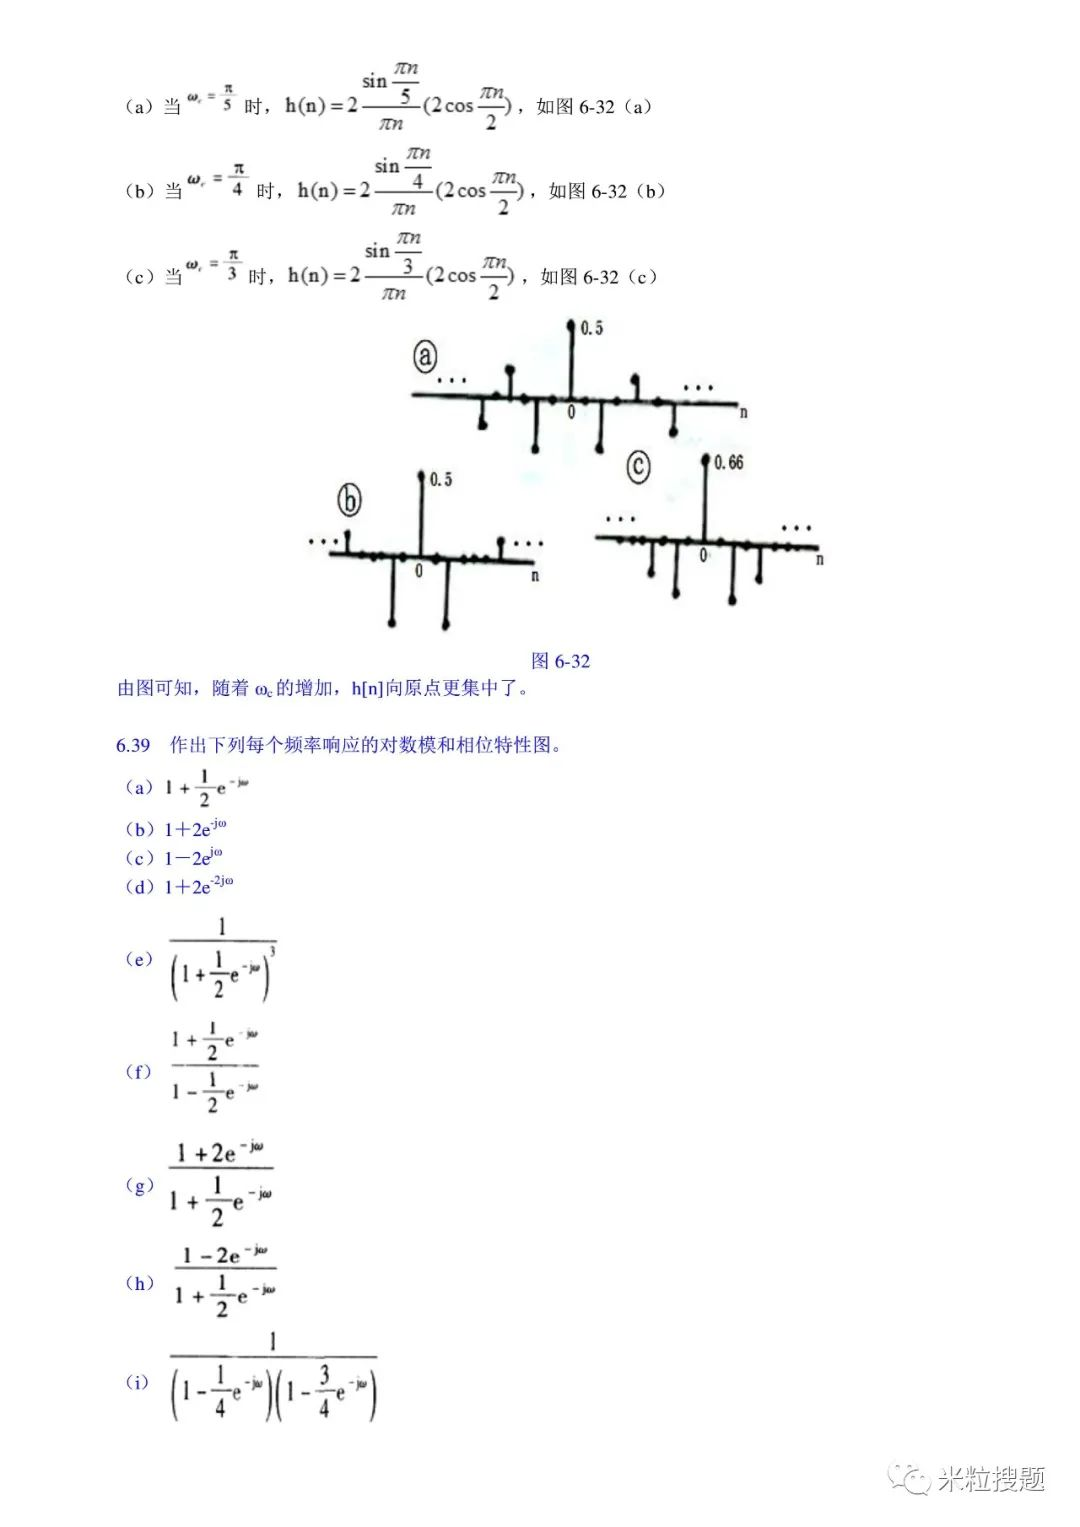 （a）当 ω_c = π/5 时，h(n) = 2 (sin πn/5)/(πn) (2cos πn/2)，如图 6-32（a）
（b）当 ω_c = π/4 时，h(n) = 2 (sin πn/4)/(πn) (2cos πn/2)，如图 6-32（b）
（c）当 ω_c = π/3 时，h(n) = 2 (sin πn/3)/(πn) (2cos πn/2)，如图 6-32（c）
ⓐ ··· 0.5 ··· 0 n
ⓑ ··· 0.5 ··· 0 n
ⓒ ··· 0.66 ··· 0 n
图 6-32
由图可知，随着 ω_c 的增加，h[n]向原点更集中了。
6.39 作出下列每个频率响应的对数模和相位特性图。
（a）1 + 1/2 e^{-jω}
（b）1＋2e^{-jω}
（c）1－2e^{jω}
（d）1＋2e^{-2jω}
（e）1/(1 + 1/2 e^{-jω})^3
（f）(1 + 1/2 e^{-jω})/(1 - 1/2 e^{-jω})
（g）(1 + 2e^{-jω})/(1 + 1/2 e^{-jω})
（h）(1 - 2e^{-jω})/(1 + 1/2 e^{-jω})
（i）1/((1 - 1/4 e^{-jω})(1 - 3/4 e^{-jω}))
米粒搜题